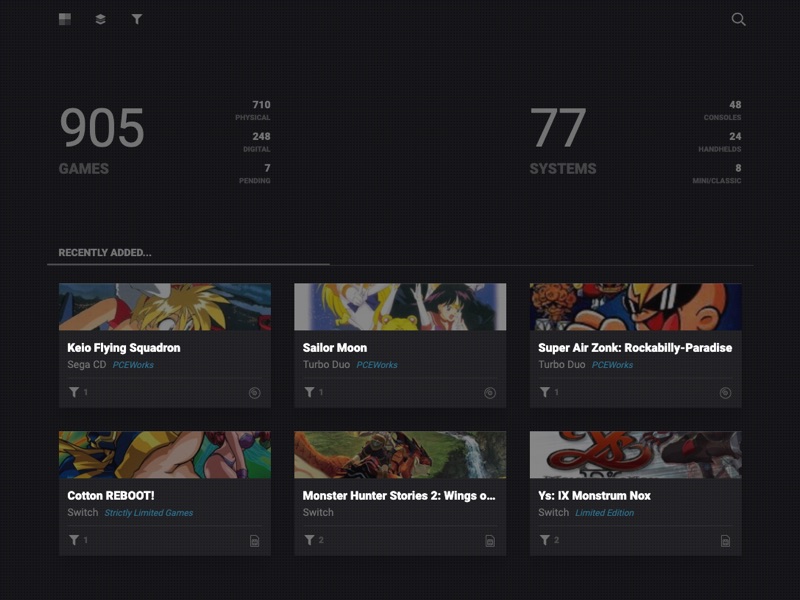 905
GAMES
710
PHYSICAL
248
DIGITAL
7
PENDING
77
SYSTEMS
48
CONSOLES
24
HANDHELDS
8
MINI/CLASSIC
RECENTLY ADDED...
Keio Flying Squadron
Sega CD PCEWorks
1
Sailor Moon
Turbo Duo PCEWorks
1
Super Air Zonk: Rockabilly-Paradise
Turbo Duo PCEWorks
1
Cotton REBOOT!
Switch Strictly Limited Games
1
Monster Hunter Stories 2: Wings o...
Switch
2
Ys
Ys: IX Monstrum Nox
Switch Limited Edition
2